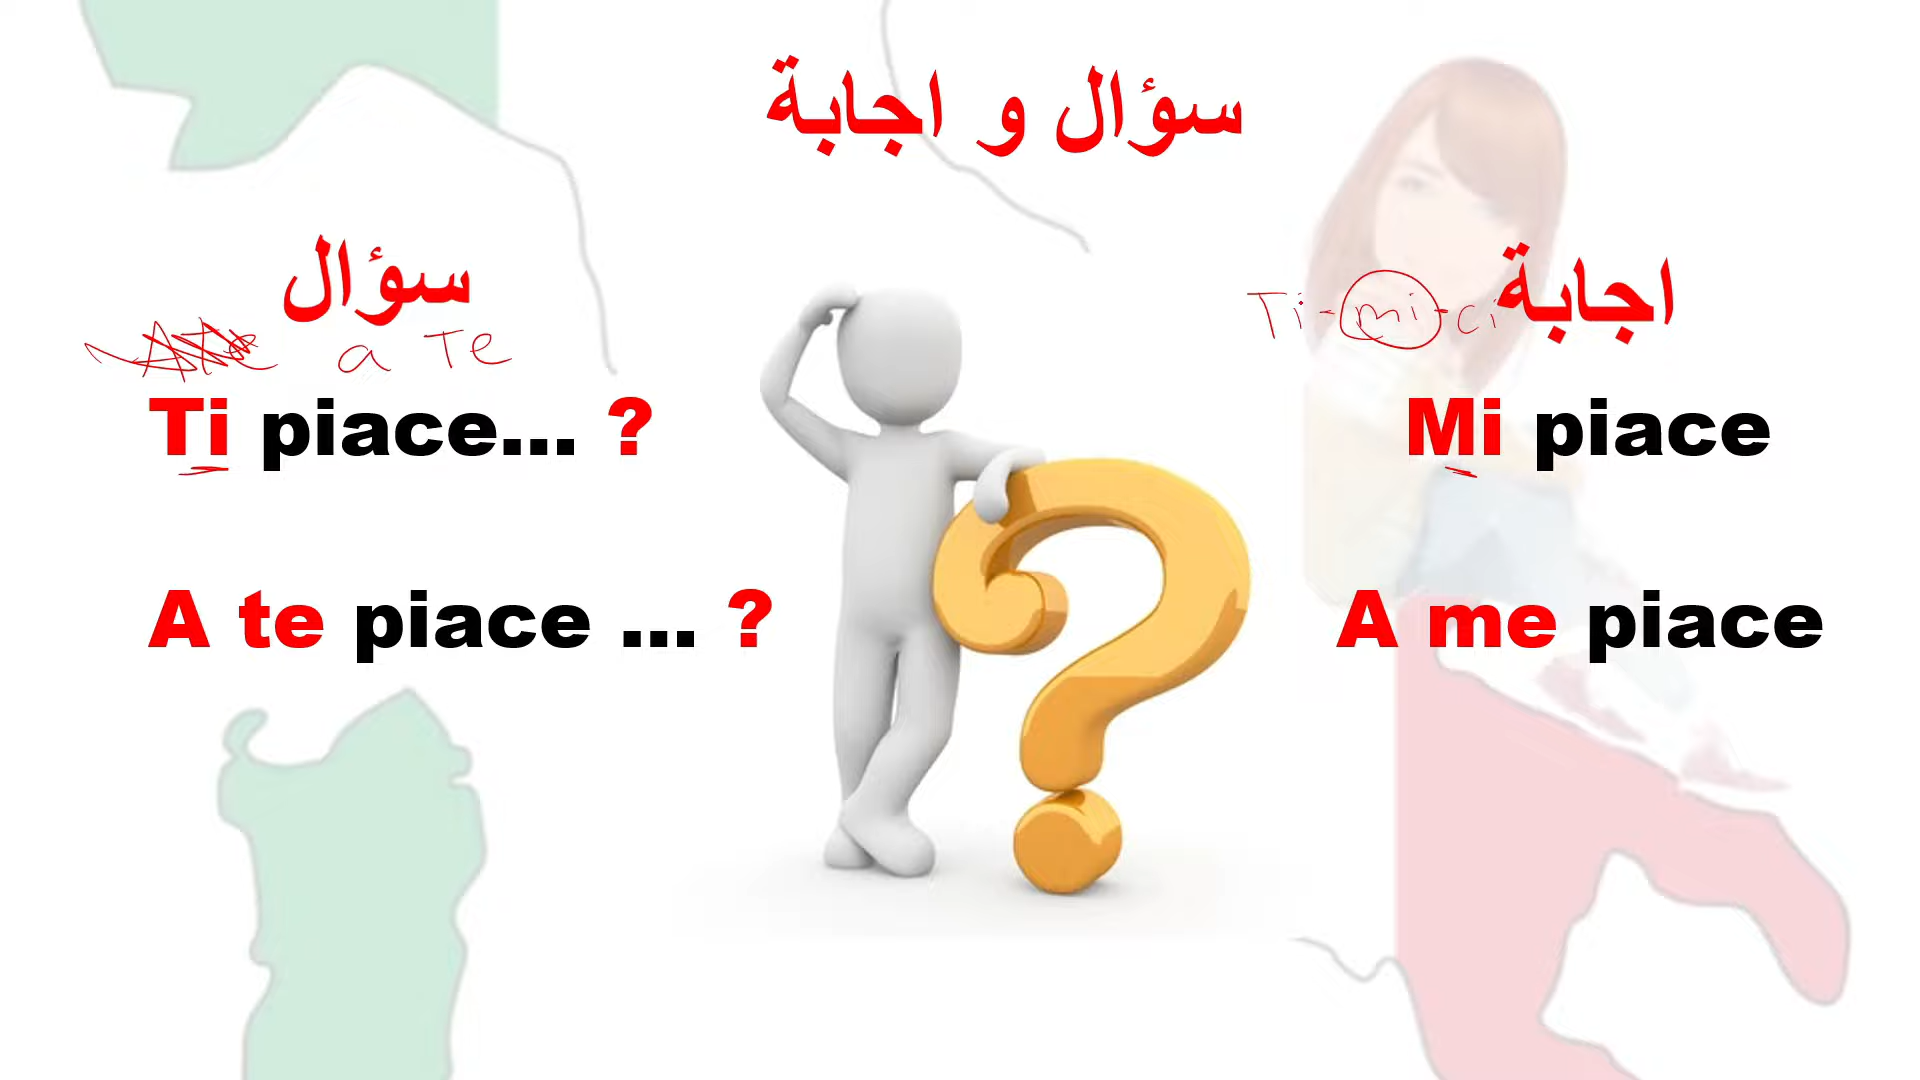 سؤال و اجابة
سؤال
اجابة
a Te
Ti - mi - ci
Ti piace... ?
Mi piace
A te piace ... ?
A me piace